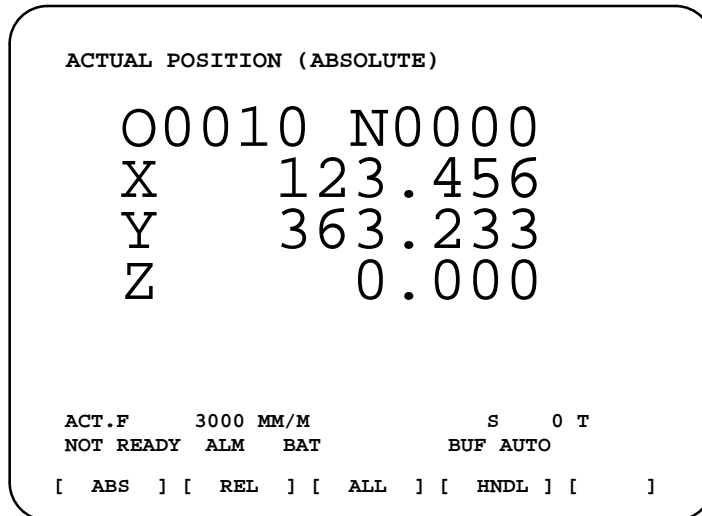 ACTUAL POSITION (ABSOLUTE)
O0010 N0000
X 123.456
Y 363.233
Z 0.000
ACT.F 3000 MM/M S 0 T
NOT READY ALM BAT BUF AUTO
[ ABS ] [ REL ] [ ALL ] [ HNDL ] [ ]